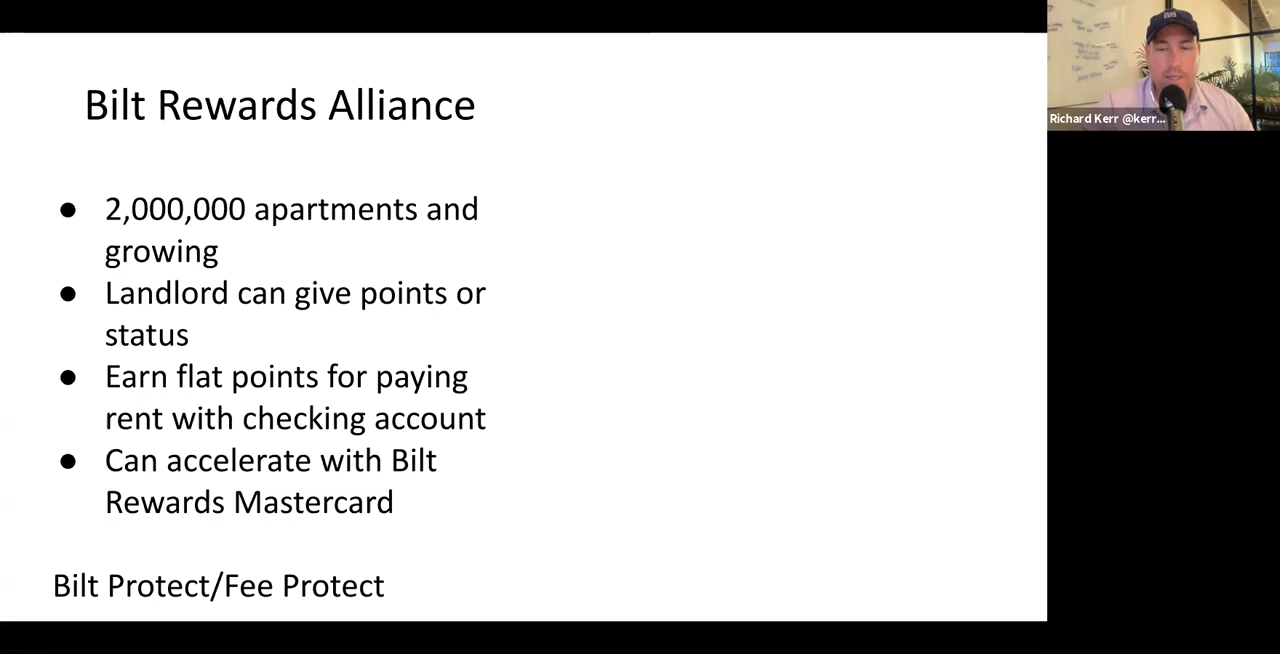 Bilt Rewards Alliance
● 2,000,000 apartments and
growing
● Landlord can give points or
status
● Earn flat points for paying
rent with checking account
● Can accelerate with Bilt
Rewards Mastercard
Bilt Protect/Fee Protect
Richard Kerr @kerr...